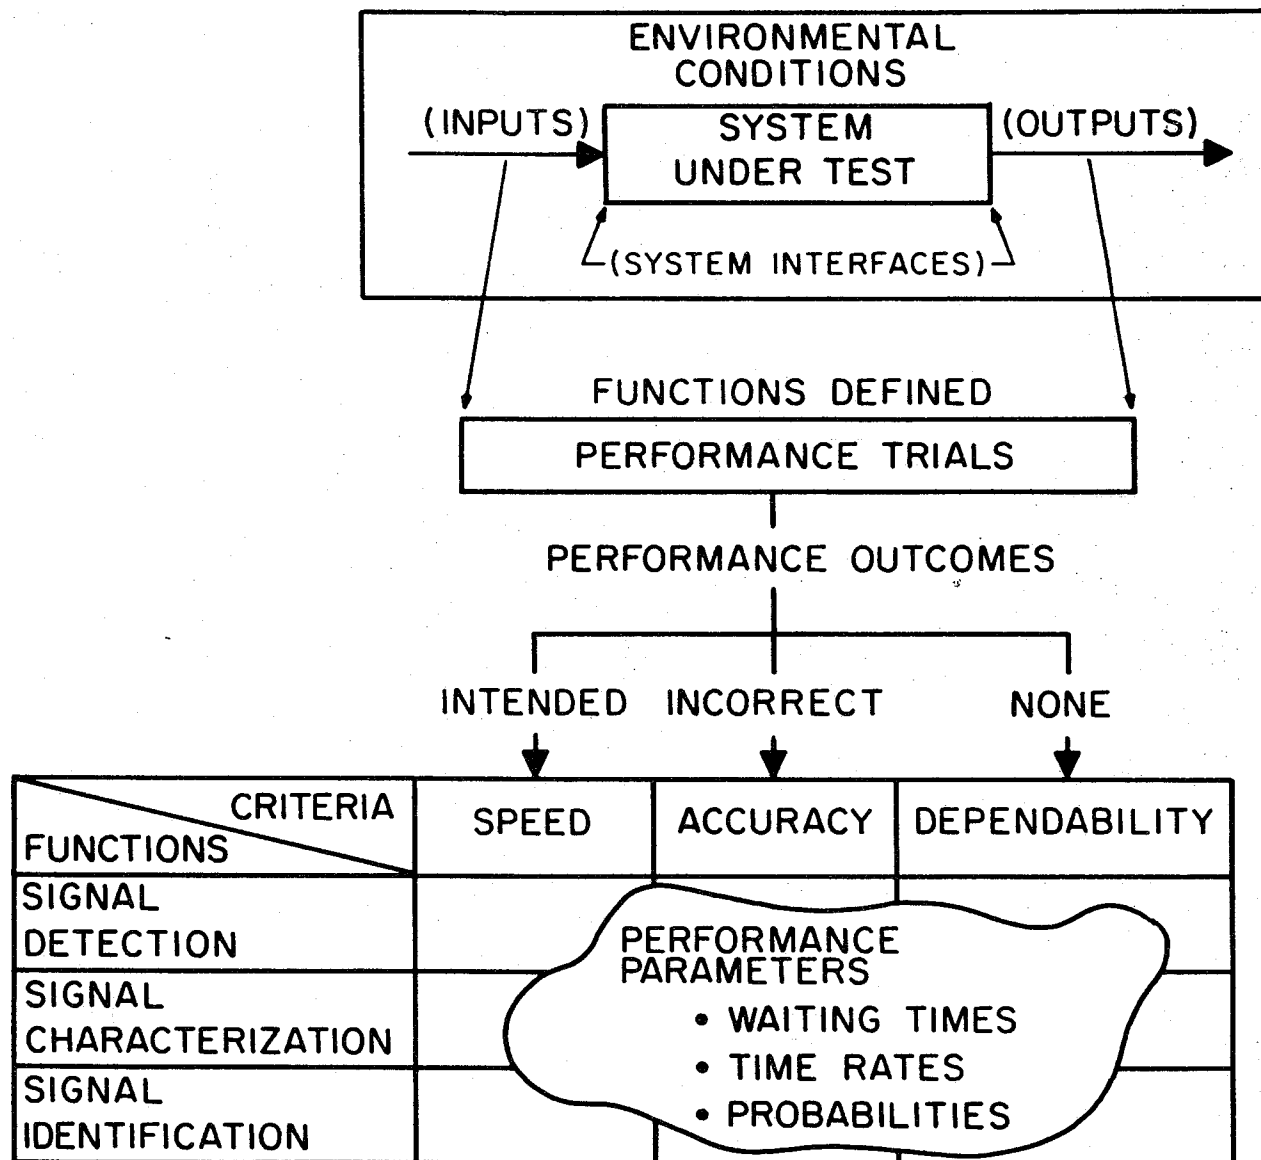 ENVIRONMENTAL
CONDITIONS
(INPUTS)
SYSTEM
UNDER TEST
(OUTPUTS)
(SYSTEM INTERFACES)
FUNCTIONS DEFINED
PERFORMANCE TRIALS
PERFORMANCE OUTCOMES
INTENDED
INCORRECT
NONE
CRITERIA
FUNCTIONS
SPEED
ACCURACY
DEPENDABILITY
SIGNAL
DETECTION
SIGNAL
CHARACTERIZATION
SIGNAL
IDENTIFICATION
PERFORMANCE
PARAMETERS
• WAITING TIMES
• TIME RATES
• PROBABILITIES